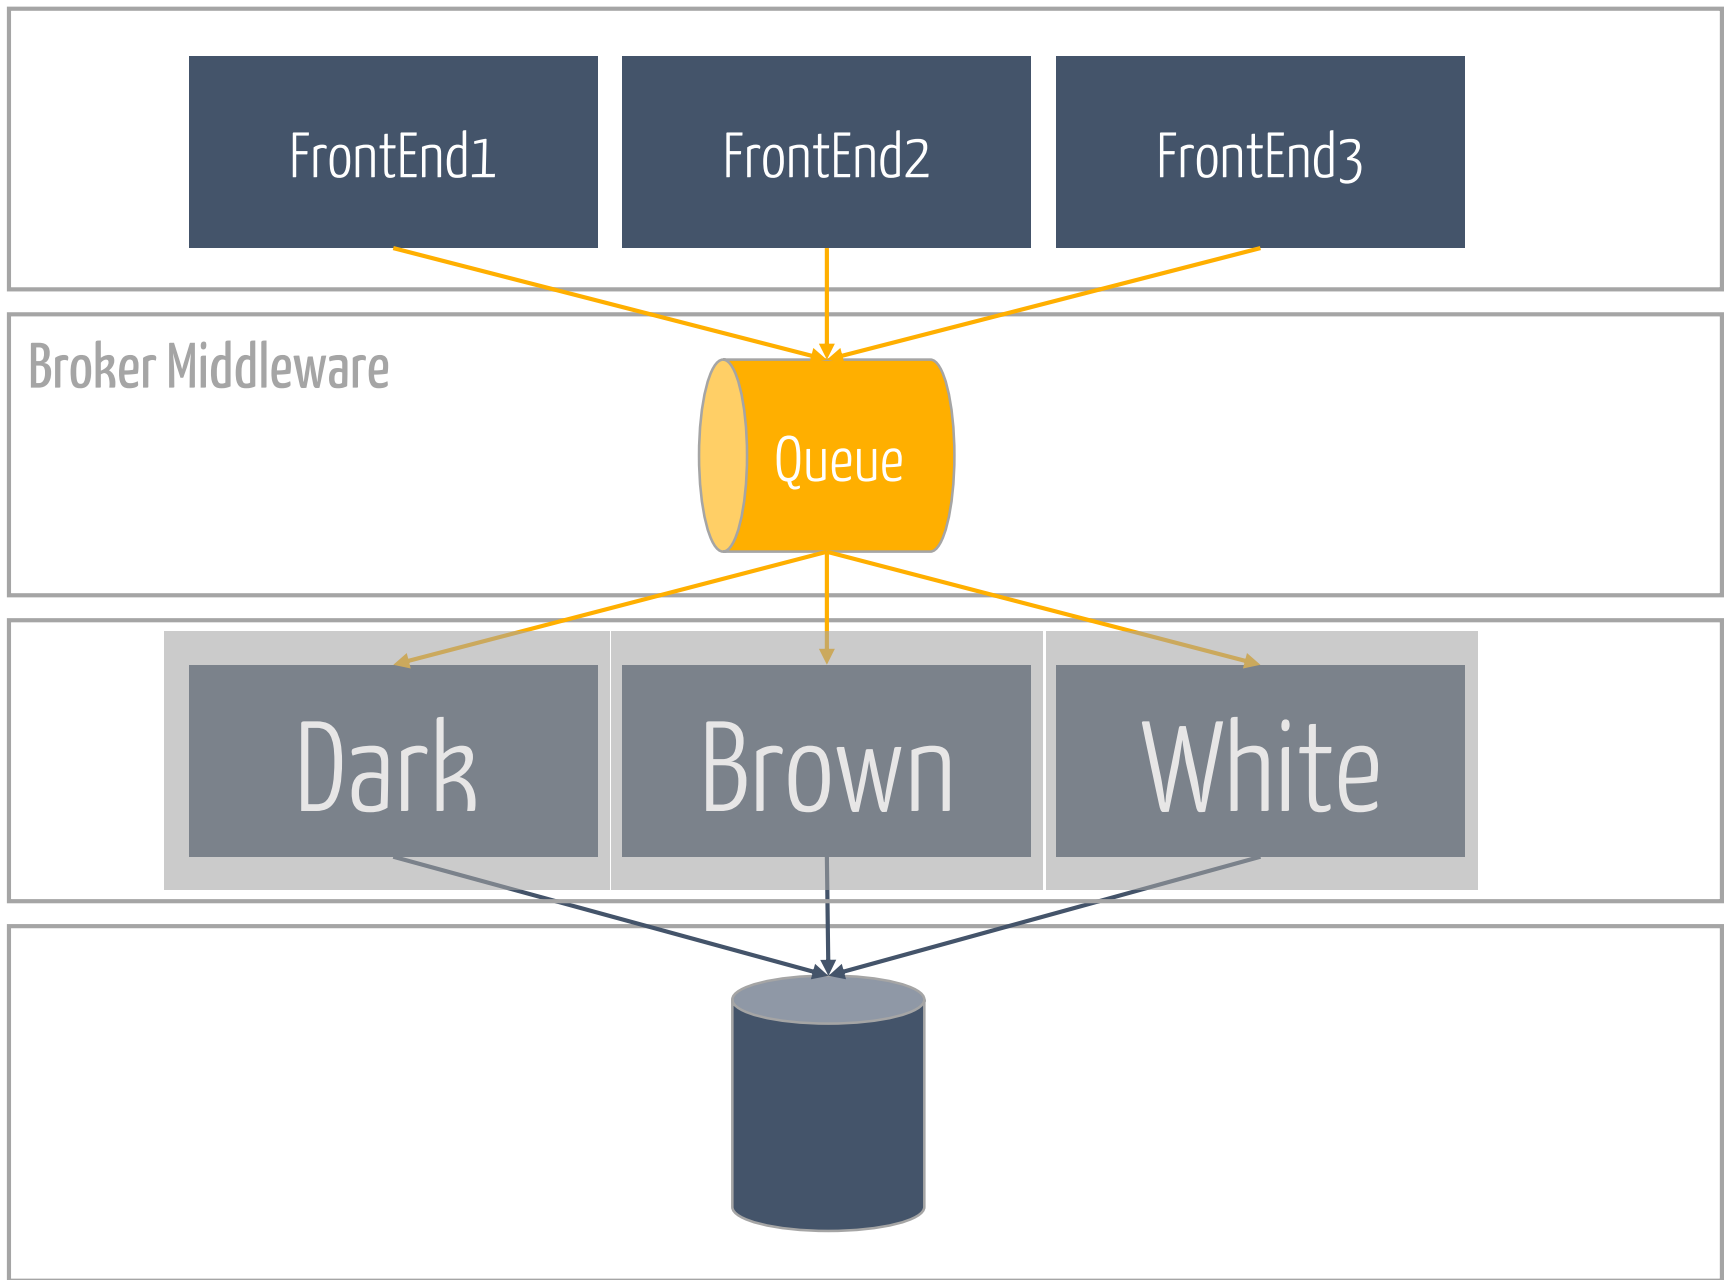 FrontEnd1
FrontEnd2
FrontEnd3
Broker Middleware
Queue
Dark
Brown
White